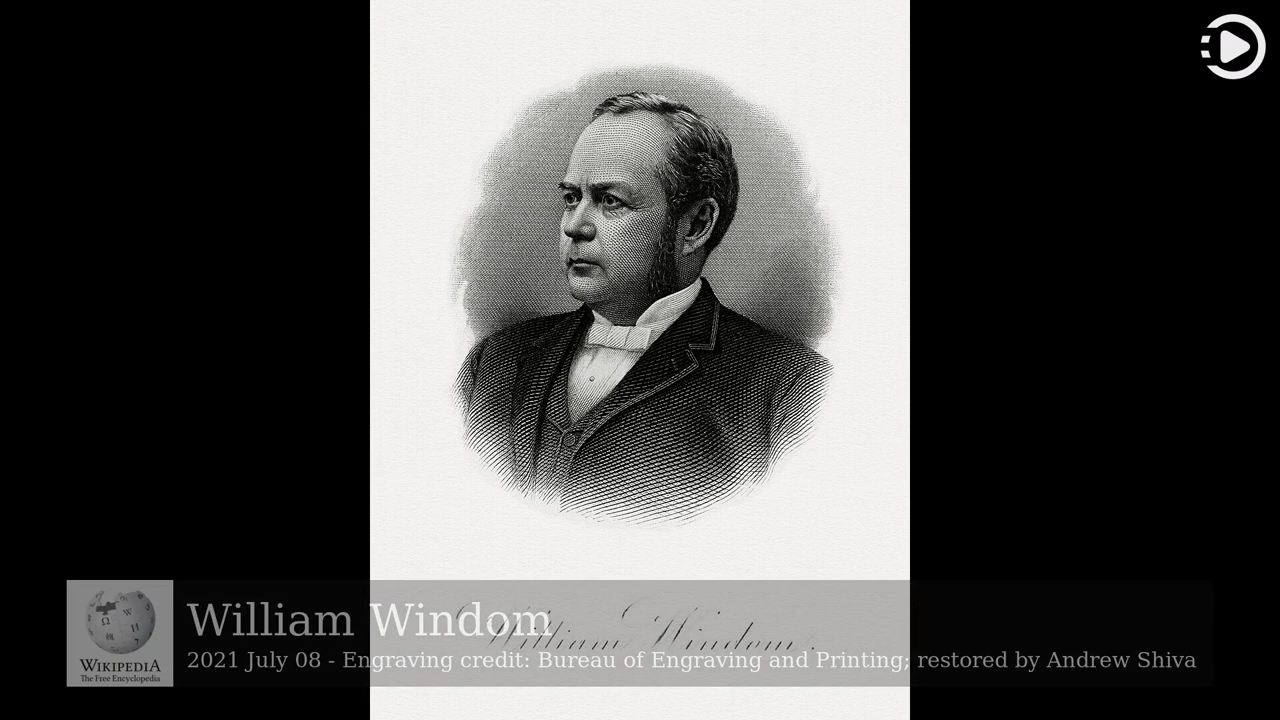 William Windom
William Windom.
2021 July 08 - Engraving credit: Bureau of Engraving and Printing; restored by Andrew Shiva
WIKIPEDIA
The Free Encyclopedia